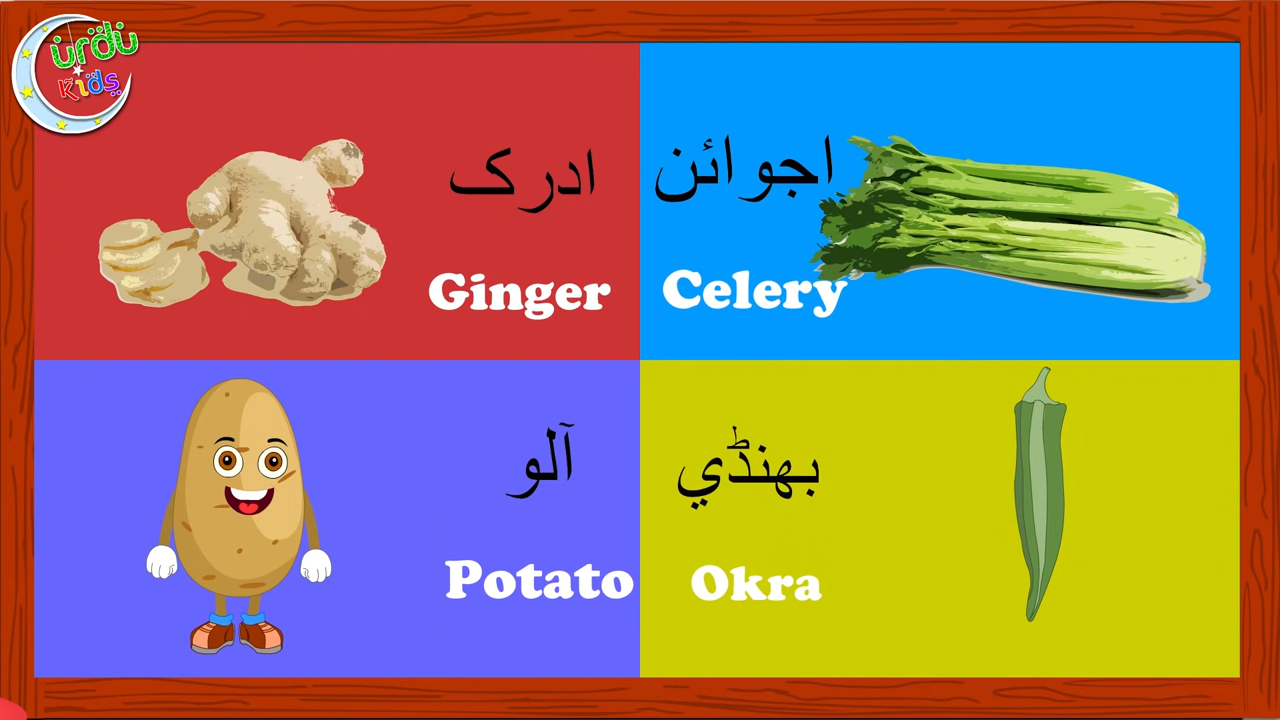 urdu
Kids
ادرک
Ginger
اجوائن
Celery
آلو
Potato
بھنڈي
Okra